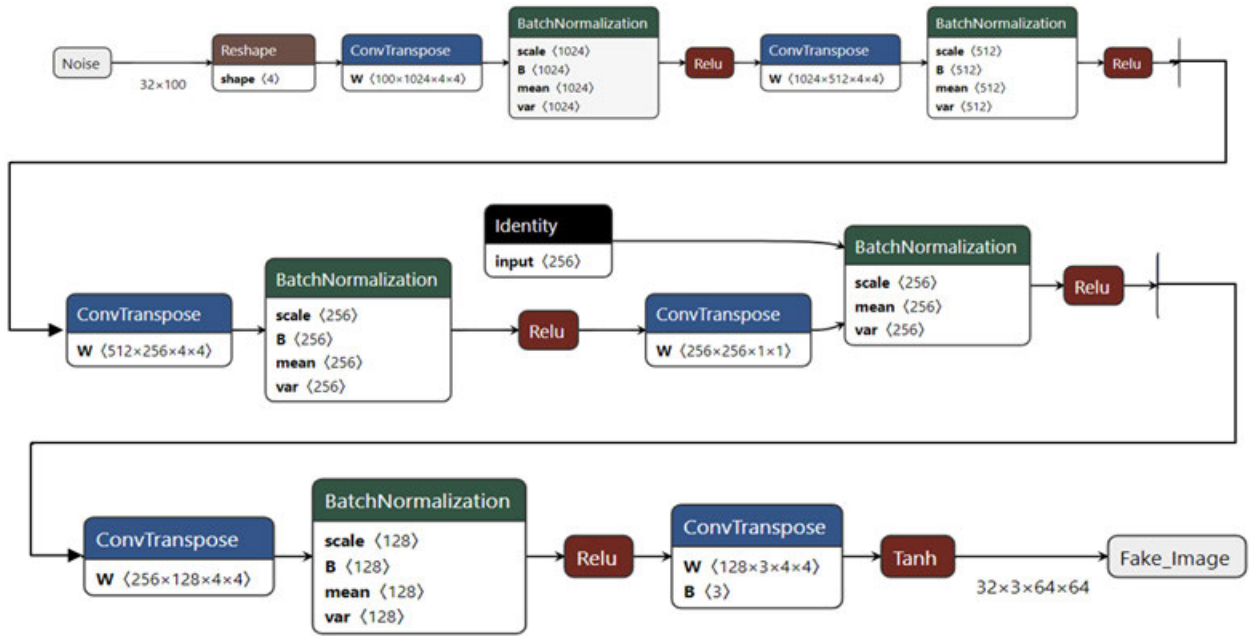 Noise
32×100
Reshape
shape ⟨4⟩
ConvTranspose
W ⟨100×1024×4×4⟩
BatchNormalization
scale ⟨1024⟩
B ⟨1024⟩
mean ⟨1024⟩
var ⟨1024⟩
Relu
ConvTranspose
W ⟨1024×512×4×4⟩
BatchNormalization
scale ⟨512⟩
B ⟨512⟩
mean ⟨512⟩
var ⟨512⟩
Relu
ConvTranspose
W ⟨512×256×4×4⟩
BatchNormalization
scale ⟨256⟩
B ⟨256⟩
mean ⟨256⟩
var ⟨256⟩
Relu
Identity
input ⟨256⟩
ConvTranspose
W ⟨256×256×1×1⟩
BatchNormalization
scale ⟨256⟩
mean ⟨256⟩
var ⟨256⟩
Relu
ConvTranspose
W ⟨256×128×4×4⟩
BatchNormalization
scale ⟨128⟩
B ⟨128⟩
mean ⟨128⟩
var ⟨128⟩
Relu
ConvTranspose
W ⟨128×3×4×4⟩
B ⟨3⟩
Tanh
32×3×64×64
Fake_Image